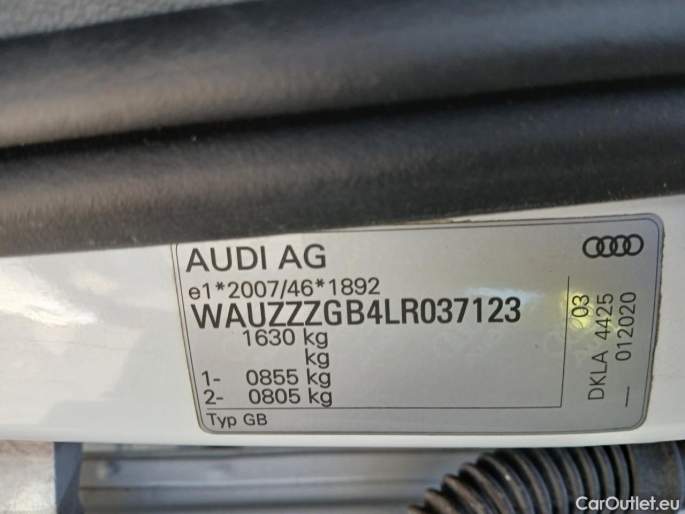 AUDI AG
e1*2007/46*1892
WAUZZZGB4LR037123
1630 kg
kg
1- 0855 kg
2- 0805 kg
Typ GB
03
DKLA 4425
— 012020
CarOutlet.eu